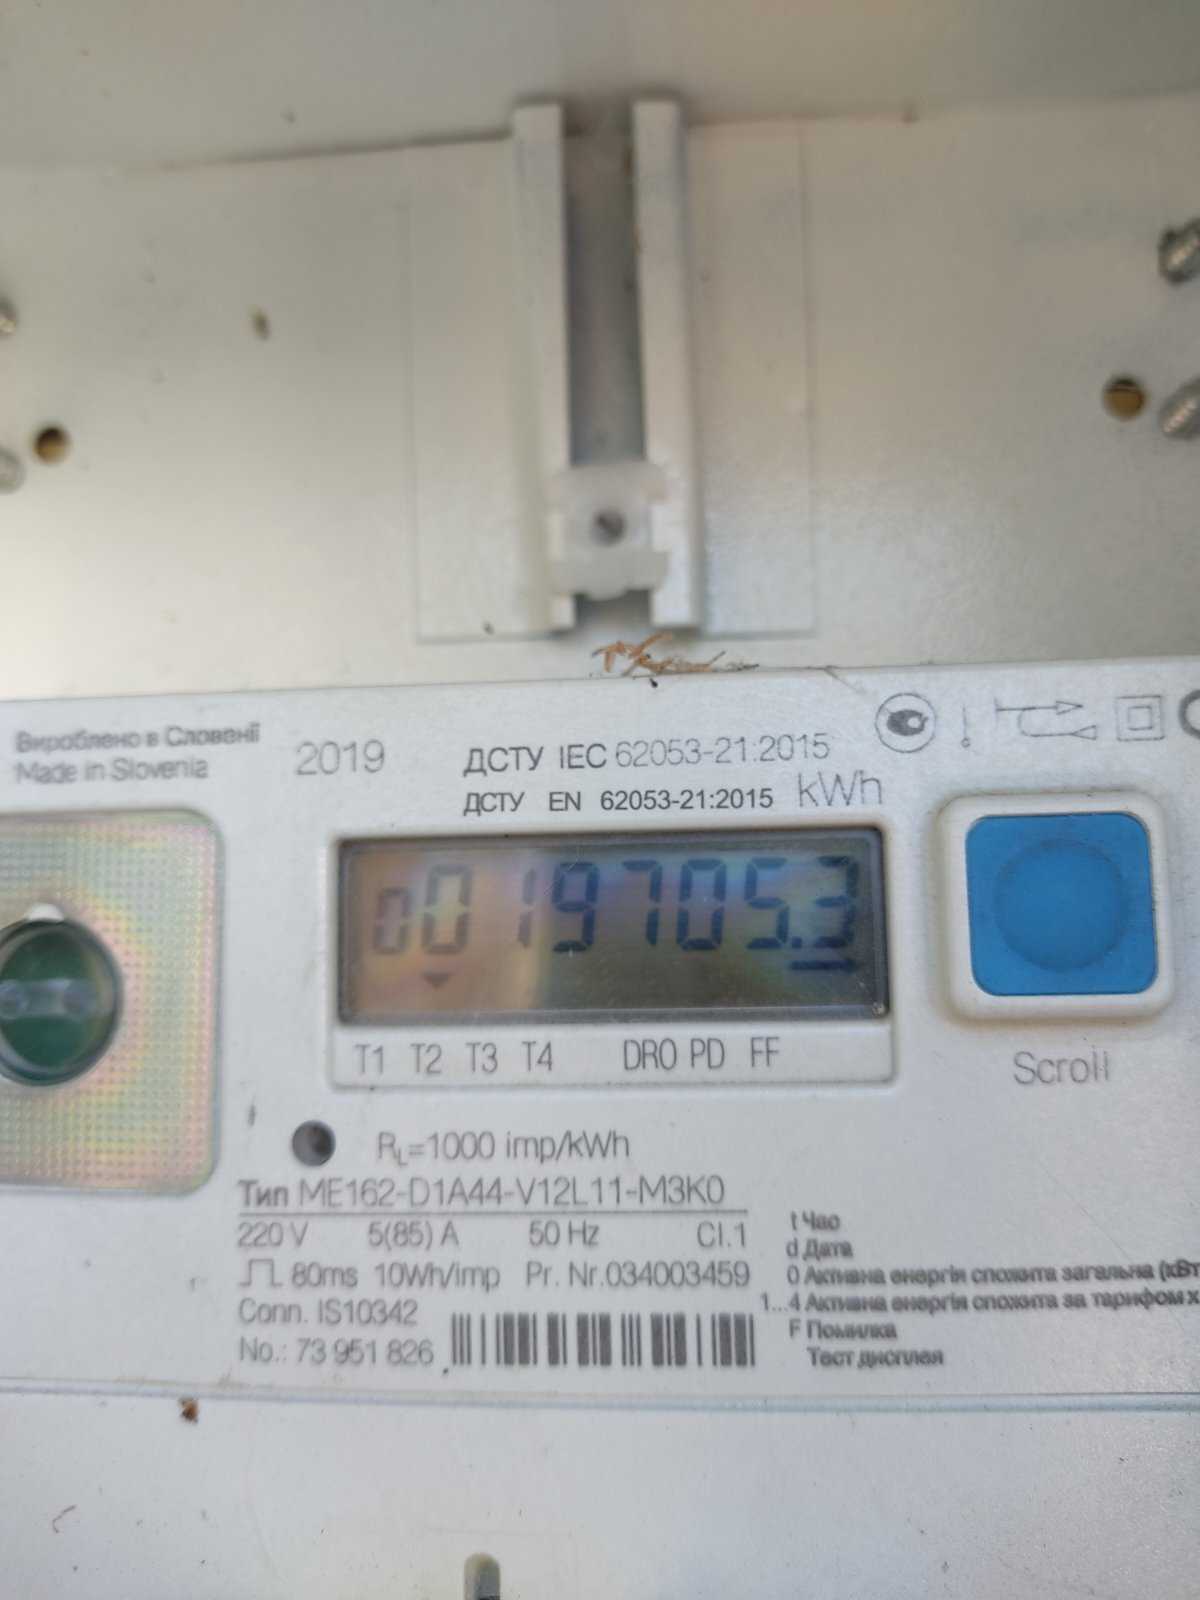 Вироблено в Словенії
Made in Slovenia
2019
ДСТУ IEC 62053-21:2015
ДСТУ EN 62053-21:2015 kWh
0019705.3
T1 T2 T3 T4 DRO PD FF
Scroll
RL=1000 imp/kWh
Тип ME162-D1A44-V12L11-M3K0
220 V 5(85) A 50 Hz Cl.1
80ms 10Wh/imp Pr. Nr.034003459
Conn. IS10342
No.: 73 951 826
t Час
d Дата
0 Активна енергія спожита загальна (кВт
1...4 Активна енергія спожита за тарифом х
F Помилка
Тест дисплея